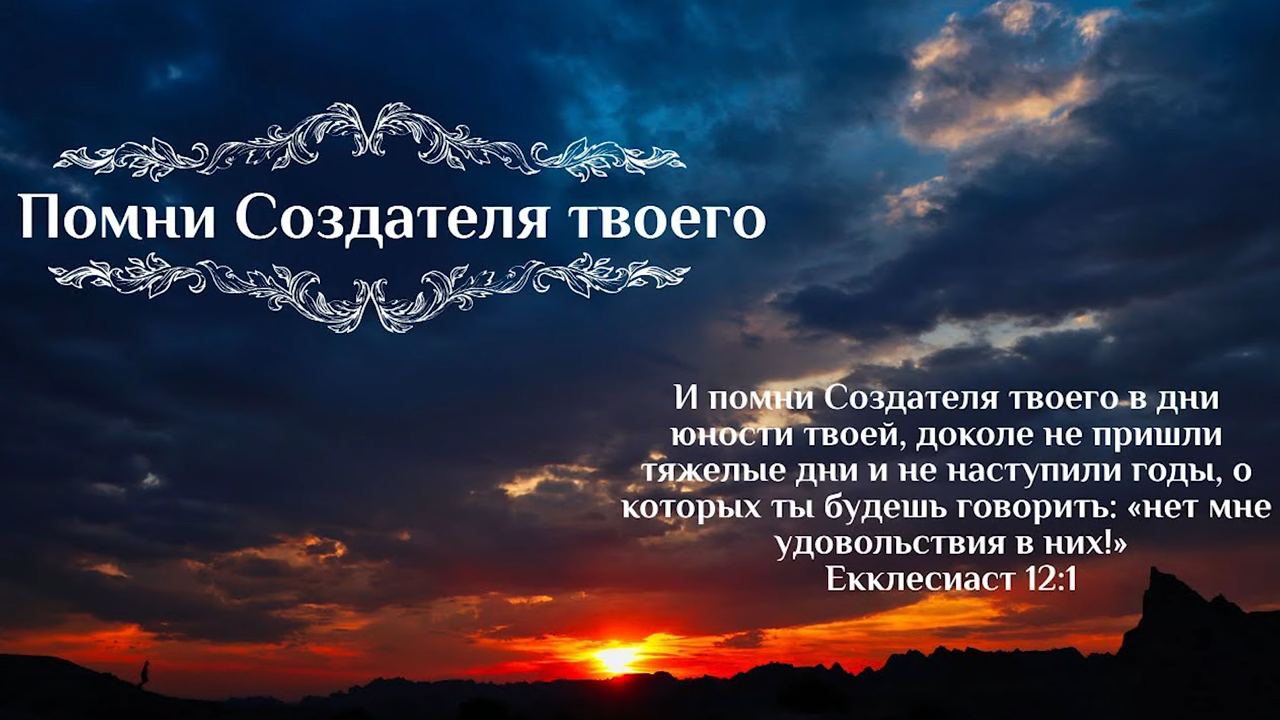 Помни Создателя твоего
И помни Создателя твоего в дни
юности твоей, доколе не пришли
тяжелые дни и не наступили годы, о
которых ты будешь говорить: «нет мне
удовольствия в них!»
Екклесиаст 12:1